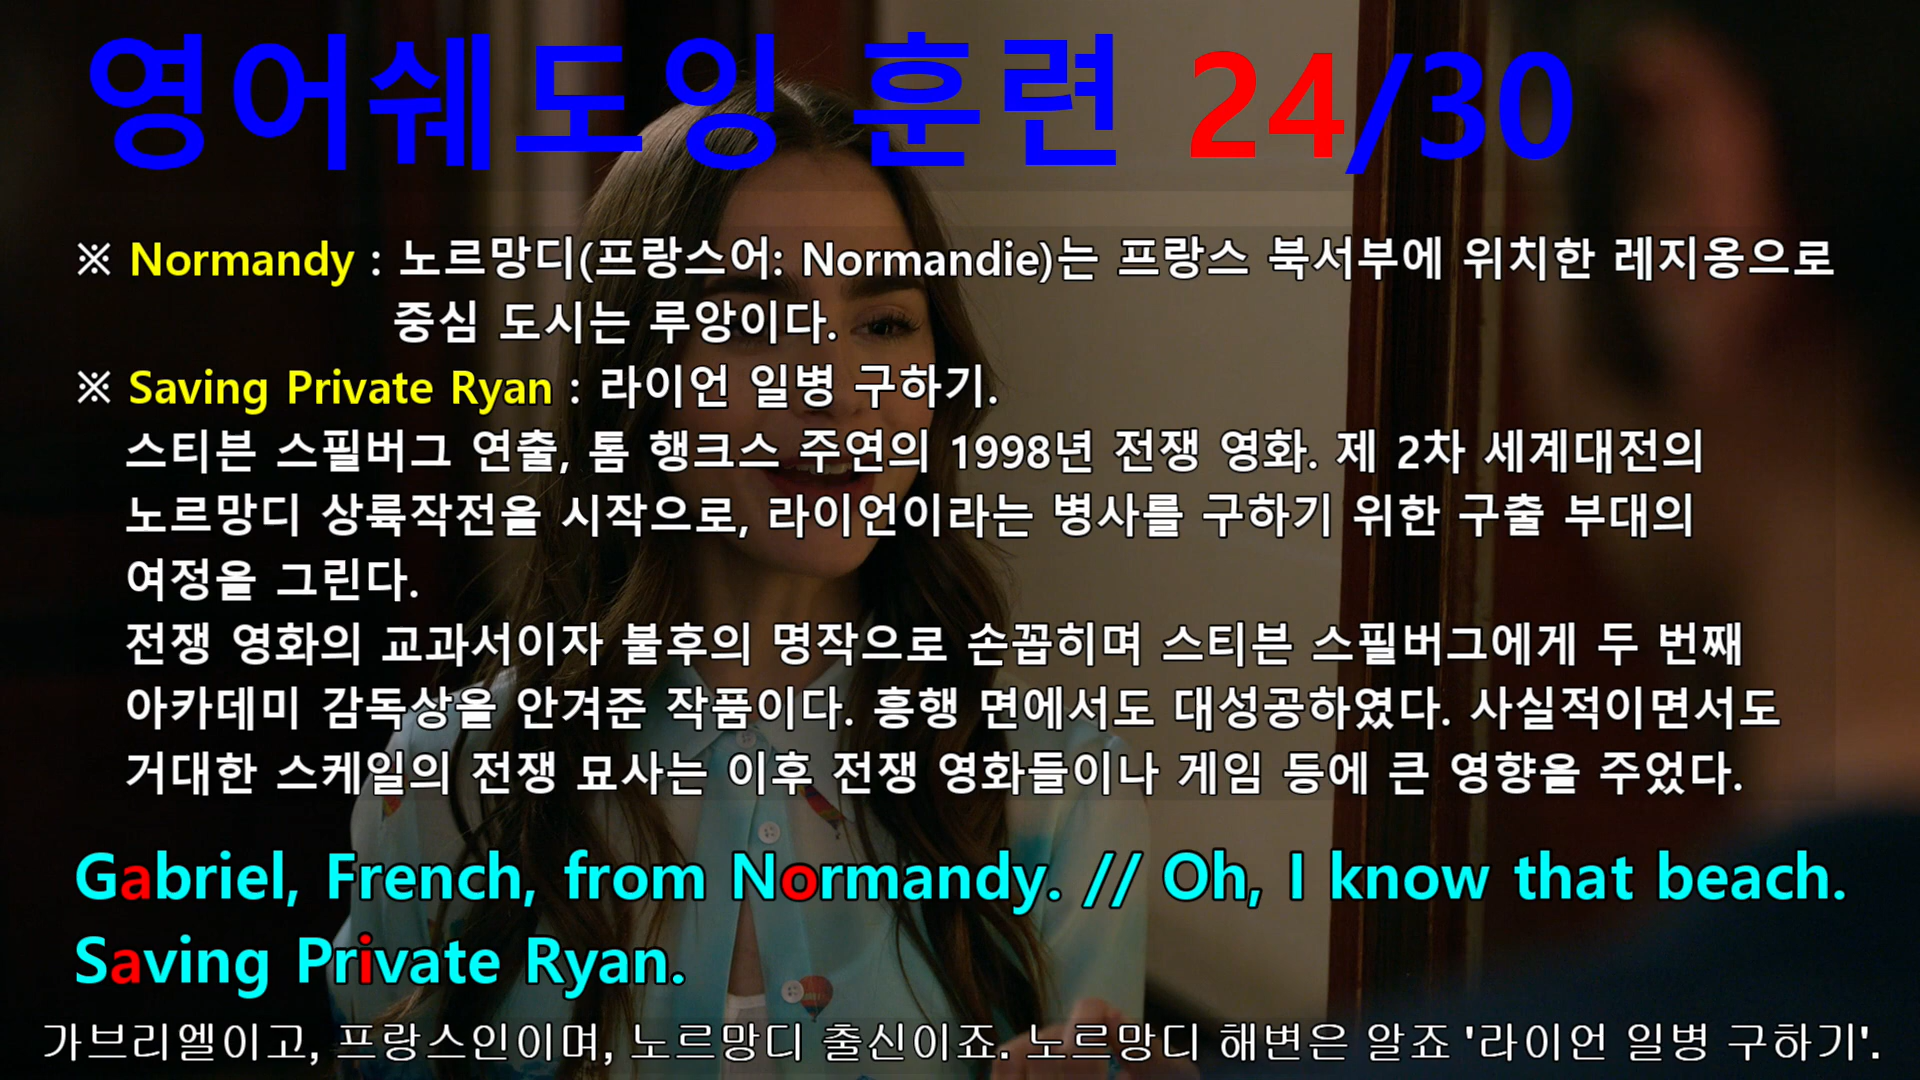 영어쉐도잉 훈련 24/30
※ Normandy : 노르망디(프랑스어: Normandie)는 프랑스 북서부에 위치한 레지옹으로
중심 도시는 루앙이다.
※ Saving Private Ryan : 라이언 일병 구하기.
스티븐 스필버그 연출, 톰 행크스 주연의 1998년 전쟁 영화. 제 2차 세계대전의
노르망디 상륙작전을 시작으로, 라이언이라는 병사를 구하기 위한 구출 부대의
여정을 그린다.
전쟁 영화의 교과서이자 불후의 명작으로 손꼽히며 스티븐 스필버그에게 두 번째
아카데미 감독상을 안겨준 작품이다. 흥행 면에서도 대성공하였다. 사실적이면서도
거대한 스케일의 전쟁 묘사는 이후 전쟁 영화들이나 게임 등에 큰 영향을 주었다.
Gabriel, French, from Normandy. // Oh, I know that beach.
Saving Private Ryan.
가브리엘이고, 프랑스인이며, 노르망디 출신이죠. 노르망디 해변은 알죠 '라이언 일병 구하기'.